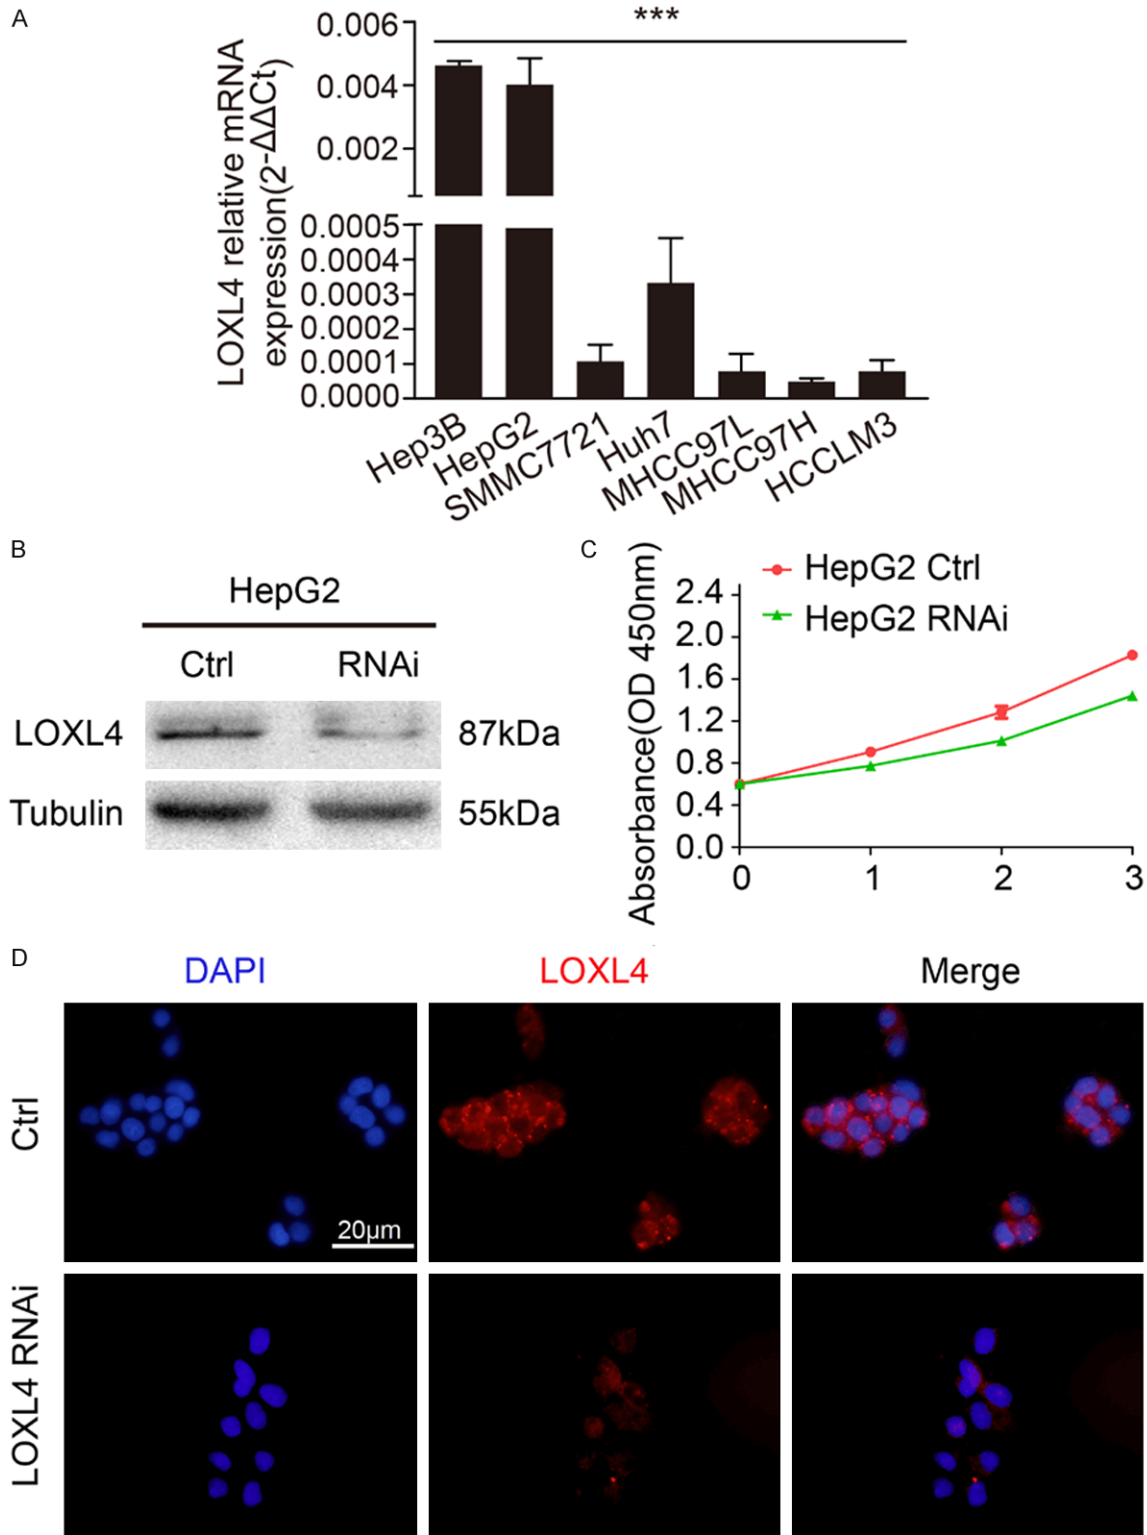 A
***
LOXL4 relative mRNA
expression(2-ΔΔCt)
0.006
0.004
0.002
0.0005
0.0004
0.0003
0.0002
0.0001
0.0000
Hep3B
HepG2
SMMC7721
Huh7
MHCC97L
MHCC97H
HCCLM3
B
HepG2
Ctrl RNAi
LOXL4 87kDa
Tubulin 55kDa
C
Absorbance(OD 450nm)
HepG2 Ctrl
HepG2 RNAi
2.4
2.0
1.6
1.2
0.8
0.4
0.0
0 1 2 3
D
DAPI LOXL4 Merge
Ctrl
20μm
LOXL4 RNAi